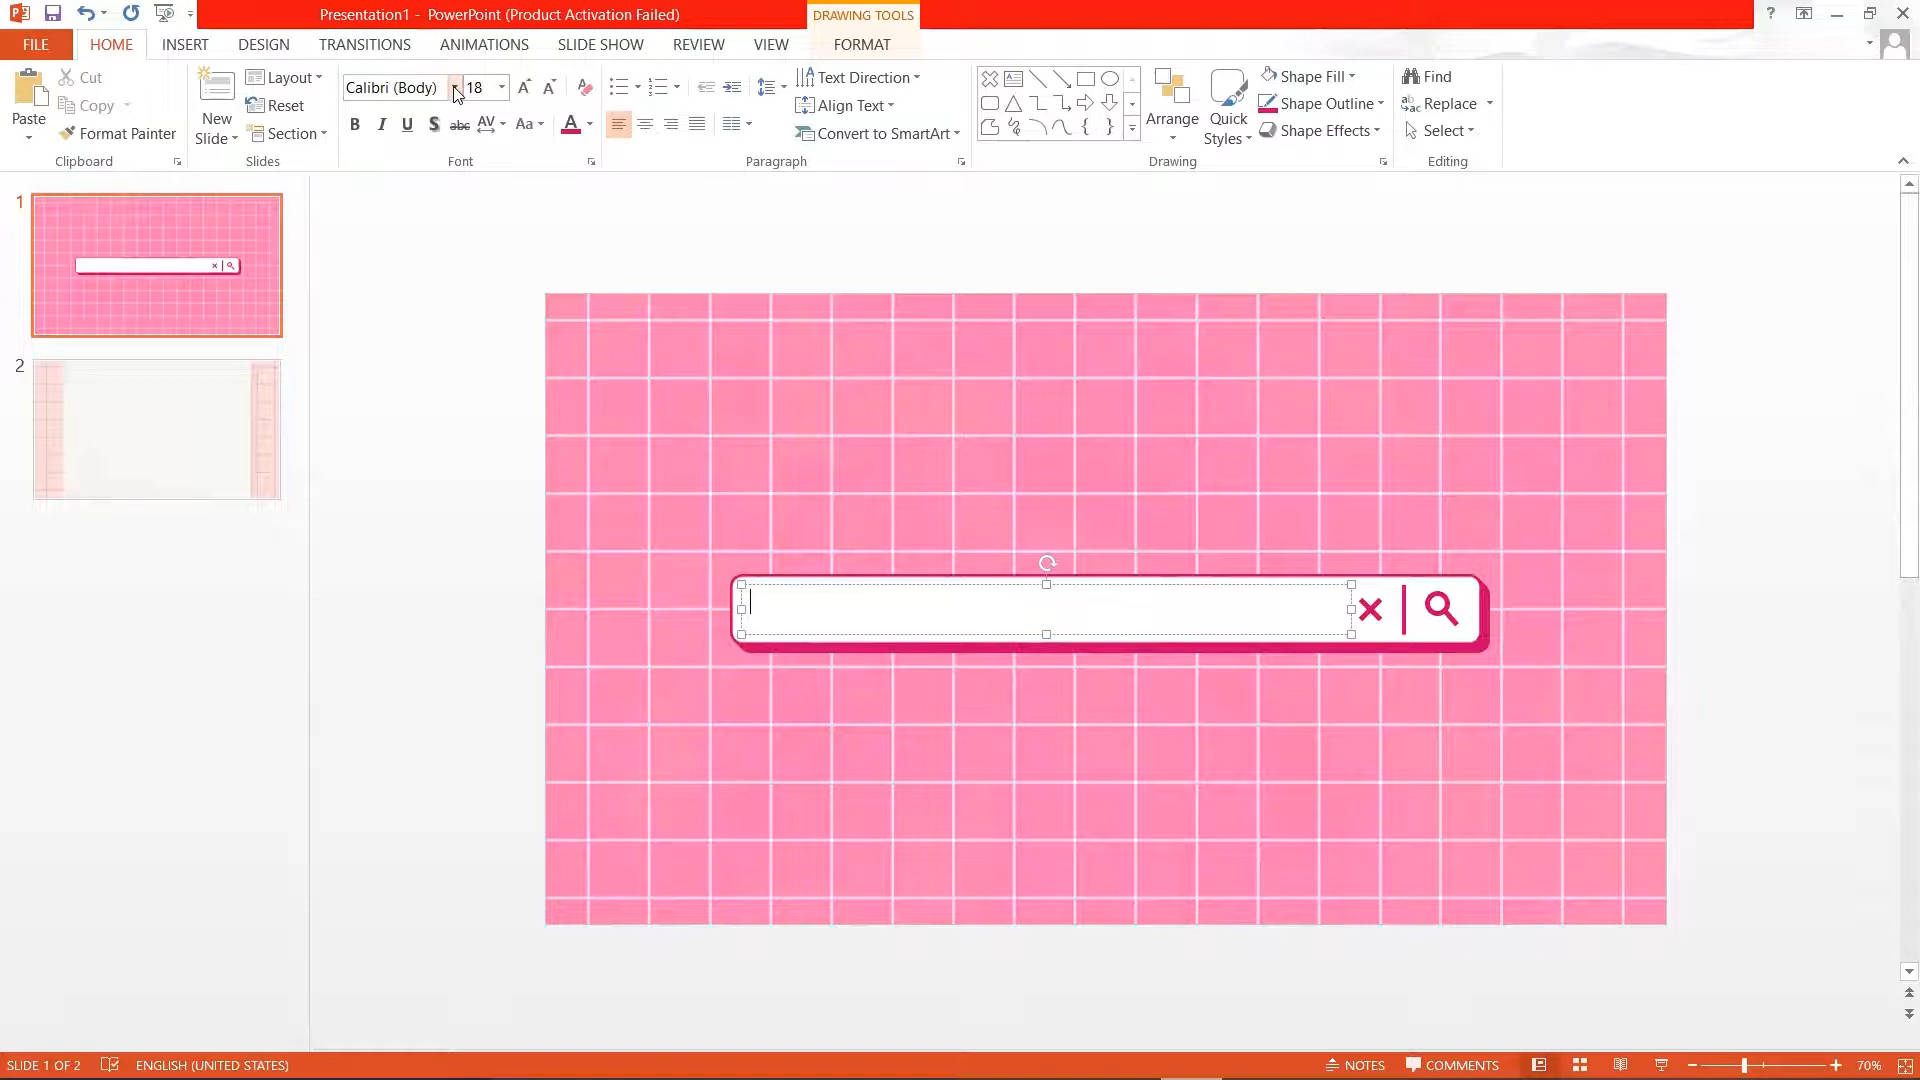 Presentation1 - PowerPoint (Product Activation Failed)
DRAWING TOOLS
?
FILE
HOME
INSERT
DESIGN
TRANSITIONS
ANIMATIONS
SLIDE SHOW
REVIEW
VIEW
FORMAT
Paste
Cut
Copy
Format Painter
Clipboard
New
Slide
Layout
Reset
Section
Slides
Calibri (Body)
18
B I U S abc AV Aa A
Font
Text Direction
Align Text
Convert to SmartArt
Paragraph
Arrange
Quick
Styles
Shape Fill
Shape Outline
Shape Effects
Drawing
Find
Replace
Select
Editing
1
2
SLIDE 1 OF 2
ENGLISH (UNITED STATES)
NOTES
COMMENTS
70%